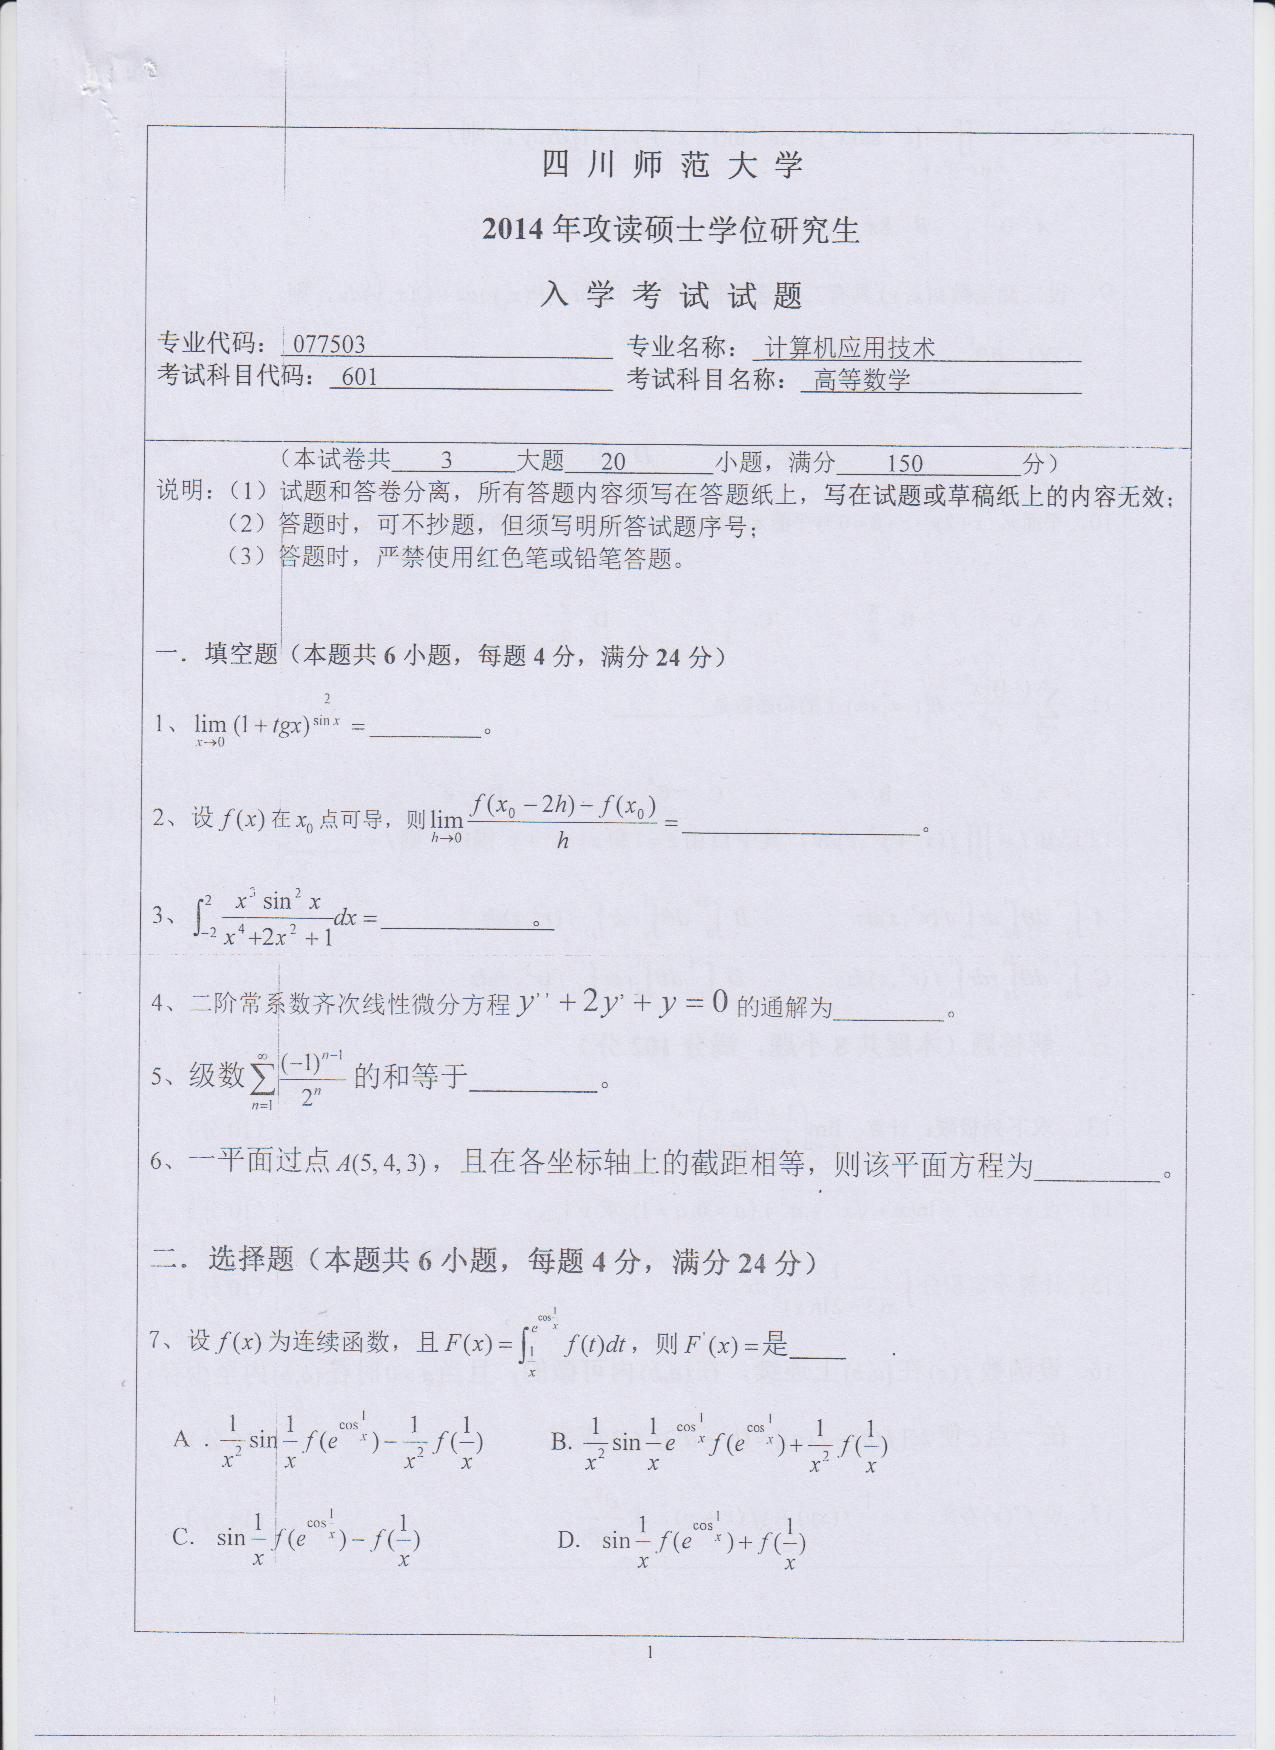 四 川 师 范 大 学
2014 年攻读硕士学位研究生
入 学 考 试 试 题
专业代码： 077503 专业名称： 计算机应用技术
考试科目代码： 601 考试科目名称： 高等数学
（本试卷共 3 大题 20 小题，满分 150 分）
说明：（1）试题和答卷分离，所有答题内容须写在答题纸上，写在试题或草稿纸上的内容无效；
（2）答题时，可不抄题，但须写明所答试题序号；
（3）答题时，严禁使用红色笔或铅笔答题。
一．填空题（本题共 6 小题，每题 4 分，满分 24 分）
1、$\lim_{x\to 0}(1+tgx)^{\frac{2}{\sin x}}=$________。
2、设 $f(x)$ 在 $x_0$ 点可导，则 $\lim_{h\to 0}\frac{f(x_0-2h)-f(x_0)}{h}=$________。
3、$\int_{-2}^{2}\frac{x^3\sin^2 x}{x^4+2x^2+1}dx=$________。
4、二阶常系数齐次线性微分方程 $y''+2y'+y=0$ 的通解为________。
5、级数 $\sum_{n=1}^{\infty}\frac{(-1)^{n-1}}{2^n}$ 的和等于________。
6、一平面过点 $A(5,4,3)$，且在各坐标轴上的截距相等，则该平面方程为________。
二．选择题（本题共 6 小题，每题 4 分，满分 24 分）
7、设 $f(x)$ 为连续函数，且 $F(x)=\int_{\frac{1}{x}}^{e^{\cos\frac{1}{x}}}f(t)dt$，则 $F'(x)=$是____ .
A . $\frac{1}{x^2}\sin\frac{1}{x}f(e^{\cos\frac{1}{x}})-\frac{1}{x^2}f(\frac{1}{x})$ B. $\frac{1}{x^2}\sin\frac{1}{x}e^{\cos\frac{1}{x}}f(e^{\cos\frac{1}{x}})+\frac{1}{x^2}f(\frac{1}{x})$
C. $\sin\frac{1}{x}f(e^{\cos\frac{1}{x}})-f(\frac{1}{x})$ D. $\sin\frac{1}{x}f(e^{\cos\frac{1}{x}})+f(\frac{1}{x})$
1